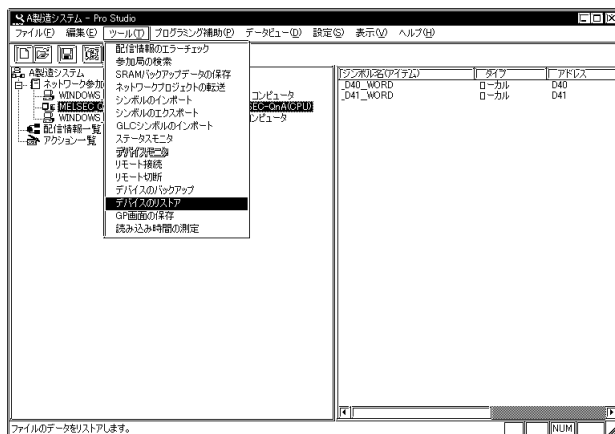 A製造システム - Pro Studio
ファイル(F) 編集(E) ツール(T) プログラミング補助(P) データビュー(D) 設定(S) 表示(V) ヘルプ(H)
配信情報のエラーチェック
参加局の検索
SRAMバックアップデータの保存
ネットワークプロジェクトの転送
シンボルのインポート
シンボルのエクスポート
GLCシンボルのインポート
ステータスモニタ
デバイスモニタ
リモート接続
リモート切断
デバイスのバックアップ
デバイスのリストア
GP画面の保存
読み込み時間の測定
A製造システム
ネットワーク参加
WINDOWS コンピュータ
MELSEC SEC-QnA(CPU)
WINDOWS ンピュータ
配信情報一覧
アクション一覧
シンボル名(アイテム) タイプ アドレス
_D40_WORD ローカル D40
_D41_WORD ローカル D41
ファイルのデータをリストアします。 NUM